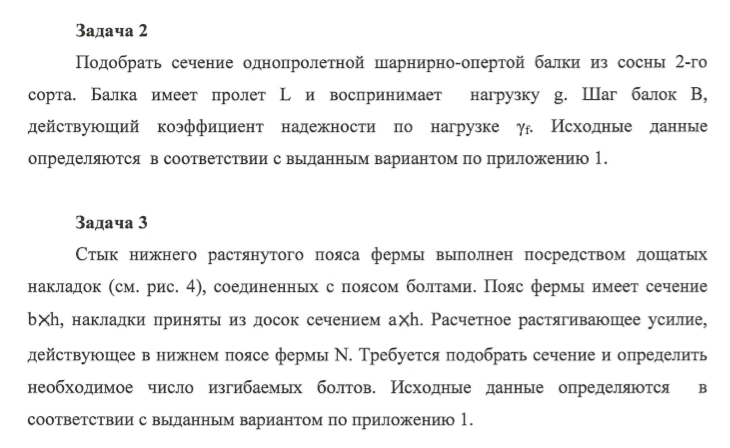 Задача 2
Подобрать сечение однопролетной шарнирно-опертой балки из сосны 2-го
сорта. Балка имеет пролет L и воспринимает нагрузку g. Шаг балок B,
действующий коэффициент надежности по нагрузке γf. Исходные данные
определяются в соответствии с выданным вариантом по приложению 1.
Задача 3
Стык нижнего растянутого пояса фермы выполнен посредством дощатых
накладок (см. рис. 4), соединенных с поясом болтами. Пояс фермы имеет сечение
b×h, накладки приняты из досок сечением a×h. Расчетное растягивающее усилие,
действующее в нижнем поясе фермы N. Требуется подобрать сечение и определить
необходимое число изгибаемых болтов. Исходные данные определяются в
соответствии с выданным вариантом по приложению 1.